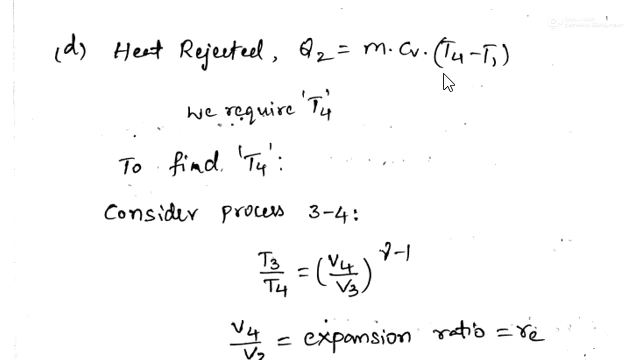 (d) Heat Rejected, Q₂ = m.Cv.(T₄-T₁)
We require 'T₄'
To find 'T₄':
Consider process 3-4:
T₃/T₄ = (V₄/V₃)^γ-1
V₄/V₃ = expansion ratio = re